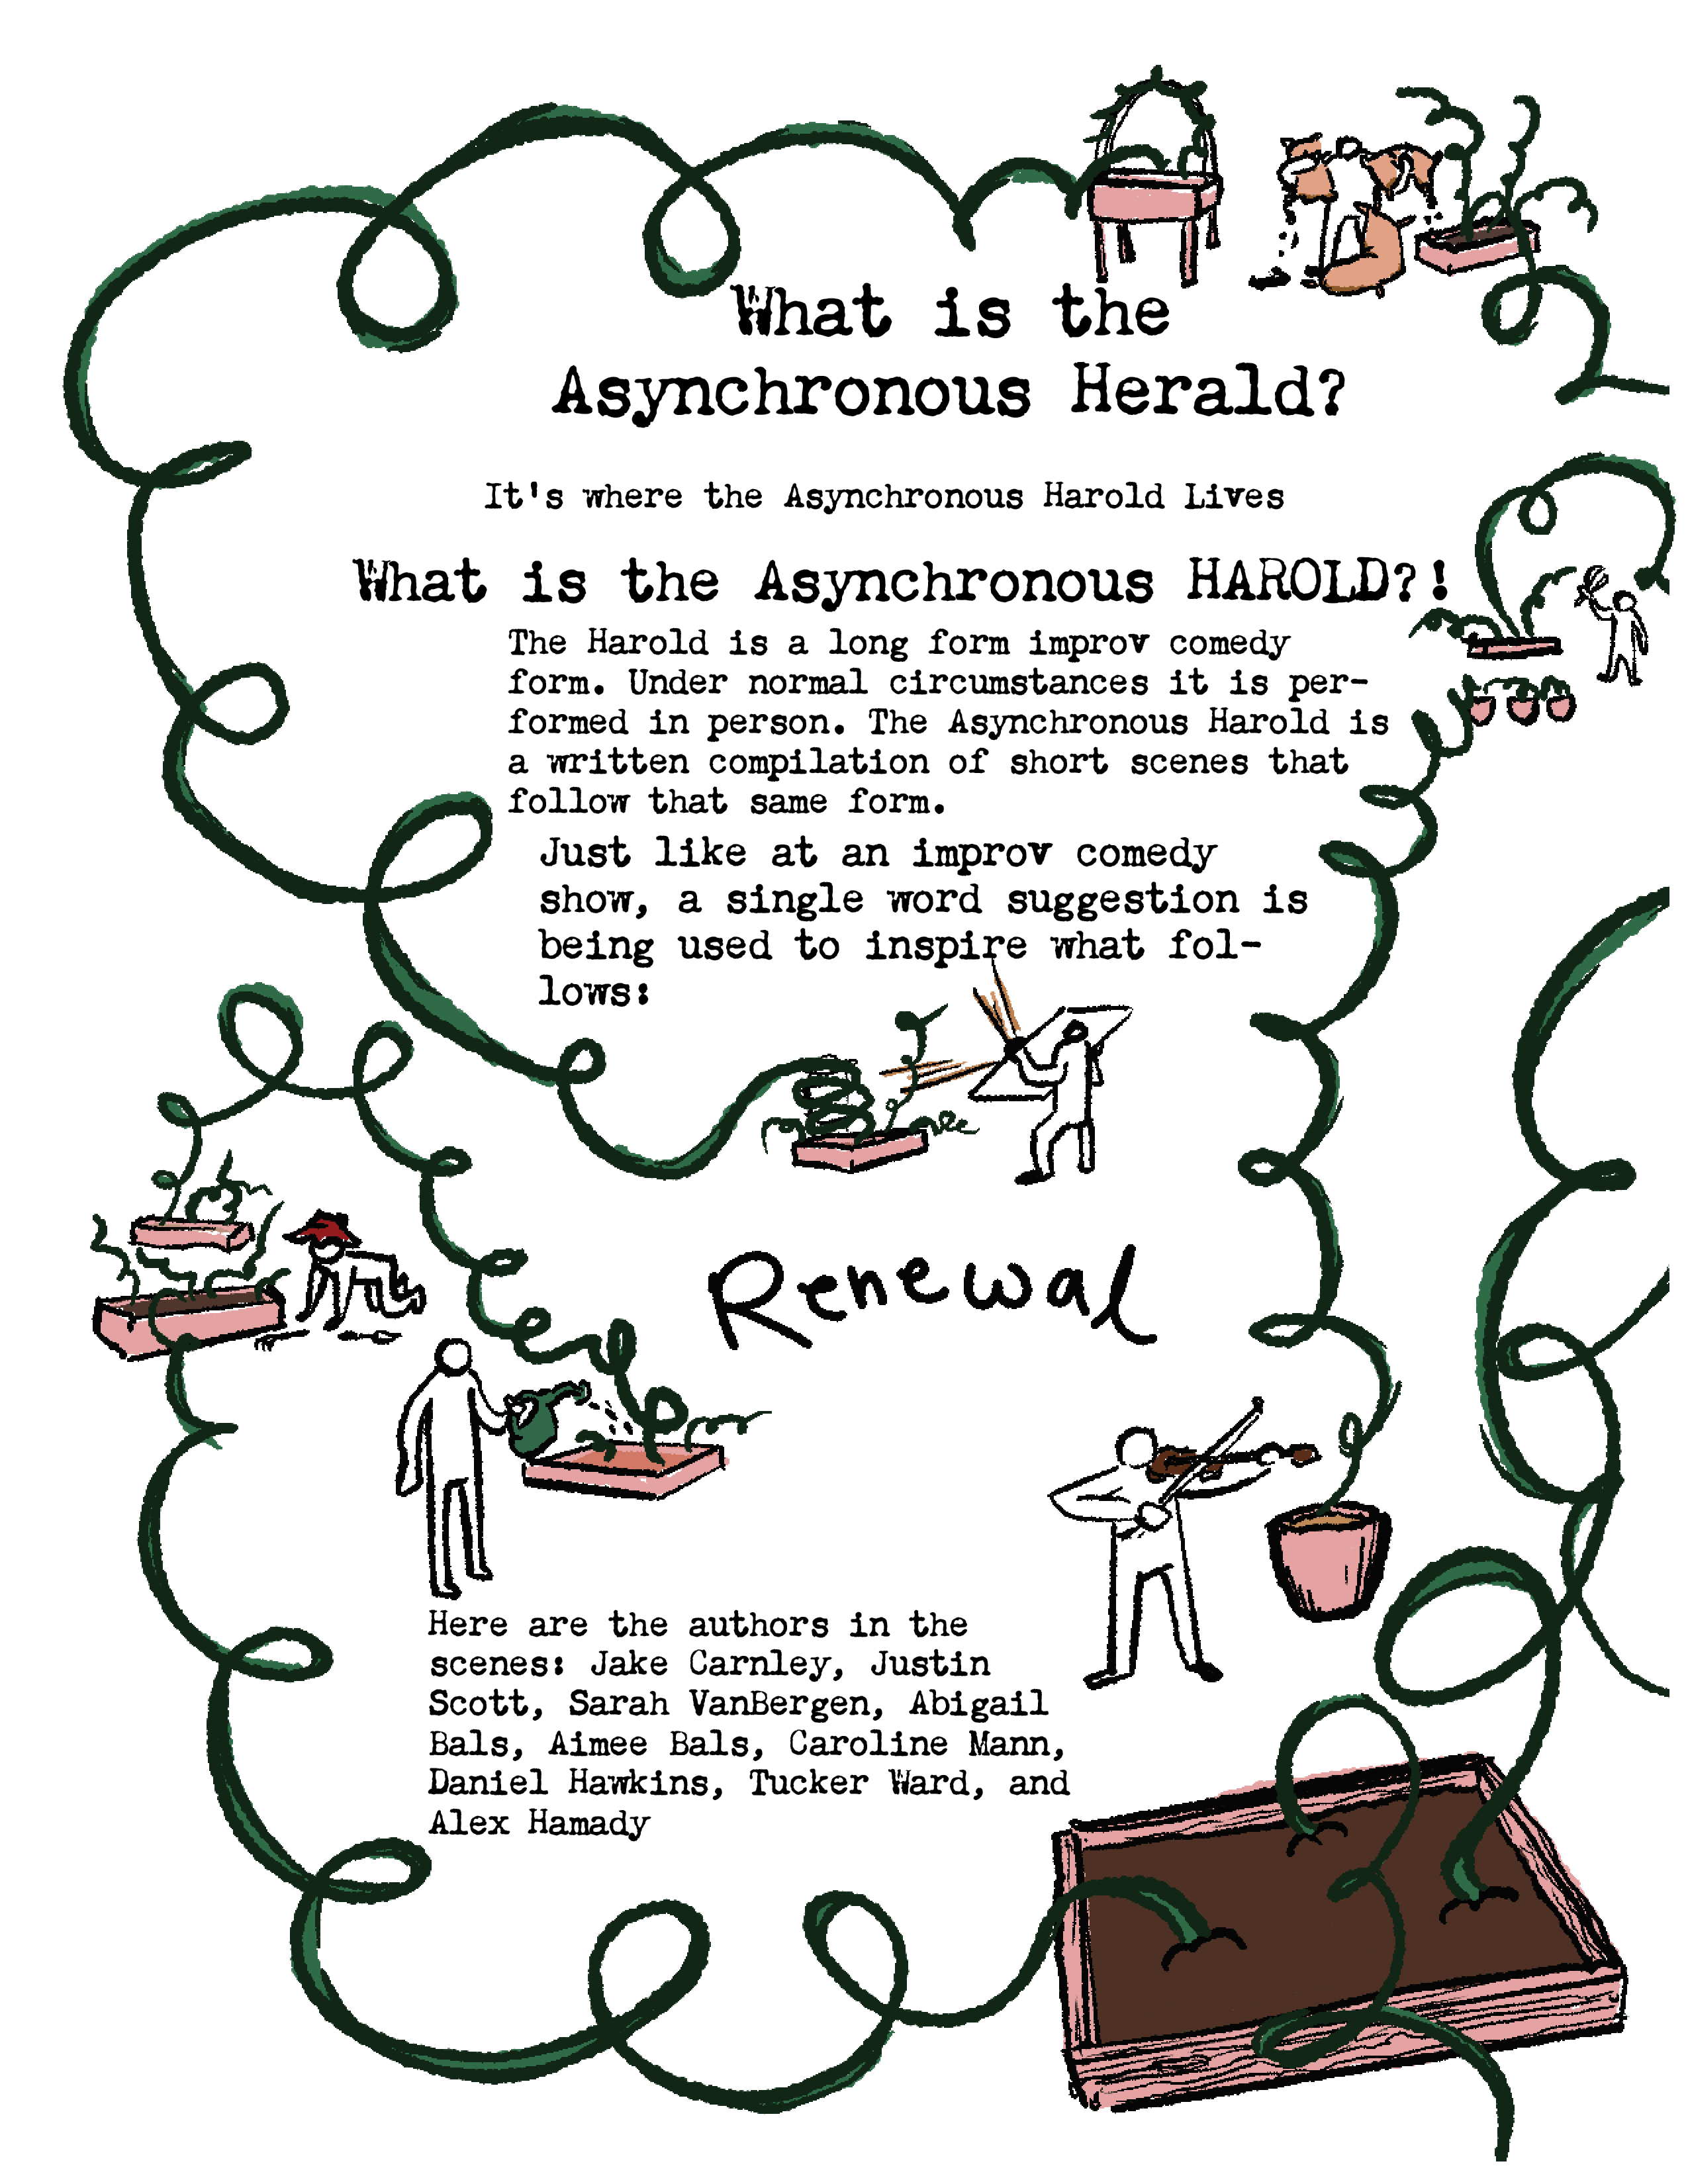 What is the
Asynchronous Herald?
It's where the Asynchronous Harold Lives
What is the Asynchronous HAROLD?!
The Harold is a long form improv comedy
form. Under normal circumstances it is per-
formed in person. The Asynchronous Harold is
a written compilation of short scenes that
follow that same form.
Just like at an improv comedy
show, a single word suggestion is
being used to inspire what fol-
lows:
Renewal
Here are the authors in the
scenes: Jake Carnley, Justin
Scott, Sarah VanBergen, Abigail
Bals, Aimee Bals, Caroline Mann,
Daniel Hawkins, Tucker Ward, and
Alex Hamady